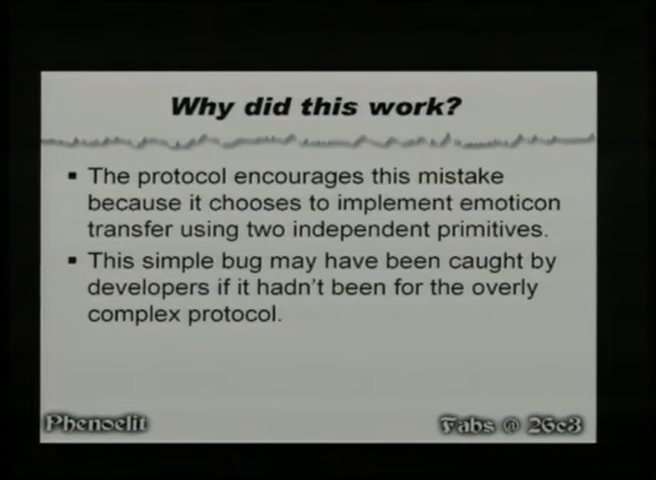 Why did this work?
▪ The protocol encourages this mistake
because it chooses to implement emoticon
transfer using two independent primitives.
▪ This simple bug may have been caught by
developers if it hadn't been for the overly
complex protocol.
Phenoelit
Fabs @ 26c3